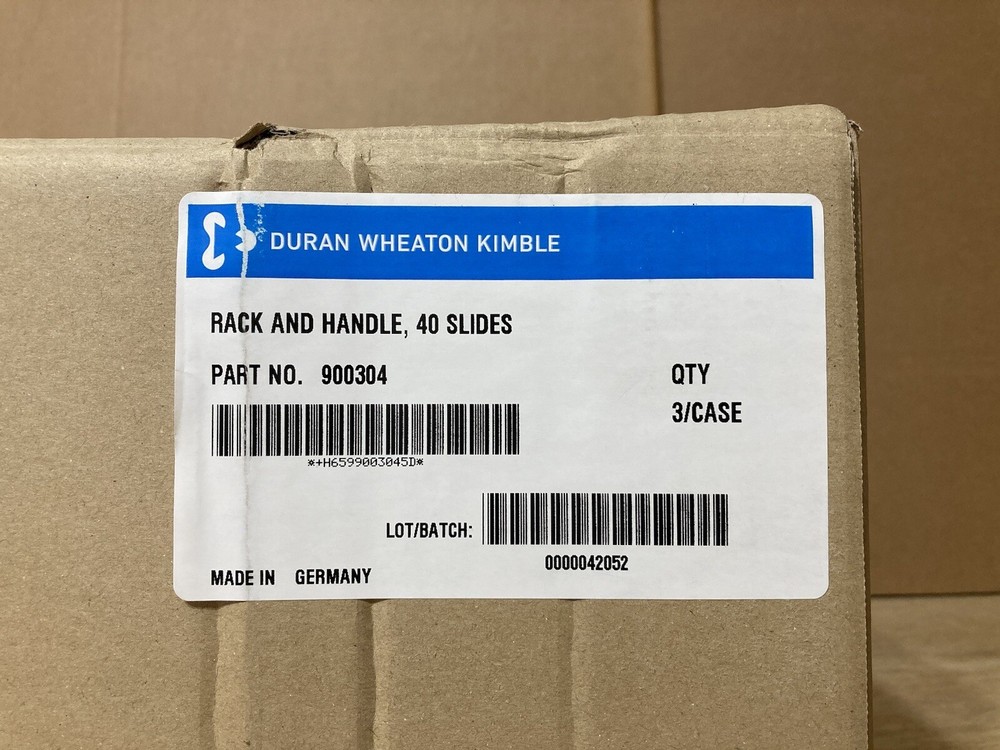 DURAN WHEATON KIMBLE
RACK AND HANDLE, 40 SLIDES
PART NO. 900304
QTY
3/CASE
*+H6599003045D*
LOT/BATCH:
0000042052
MADE IN GERMANY